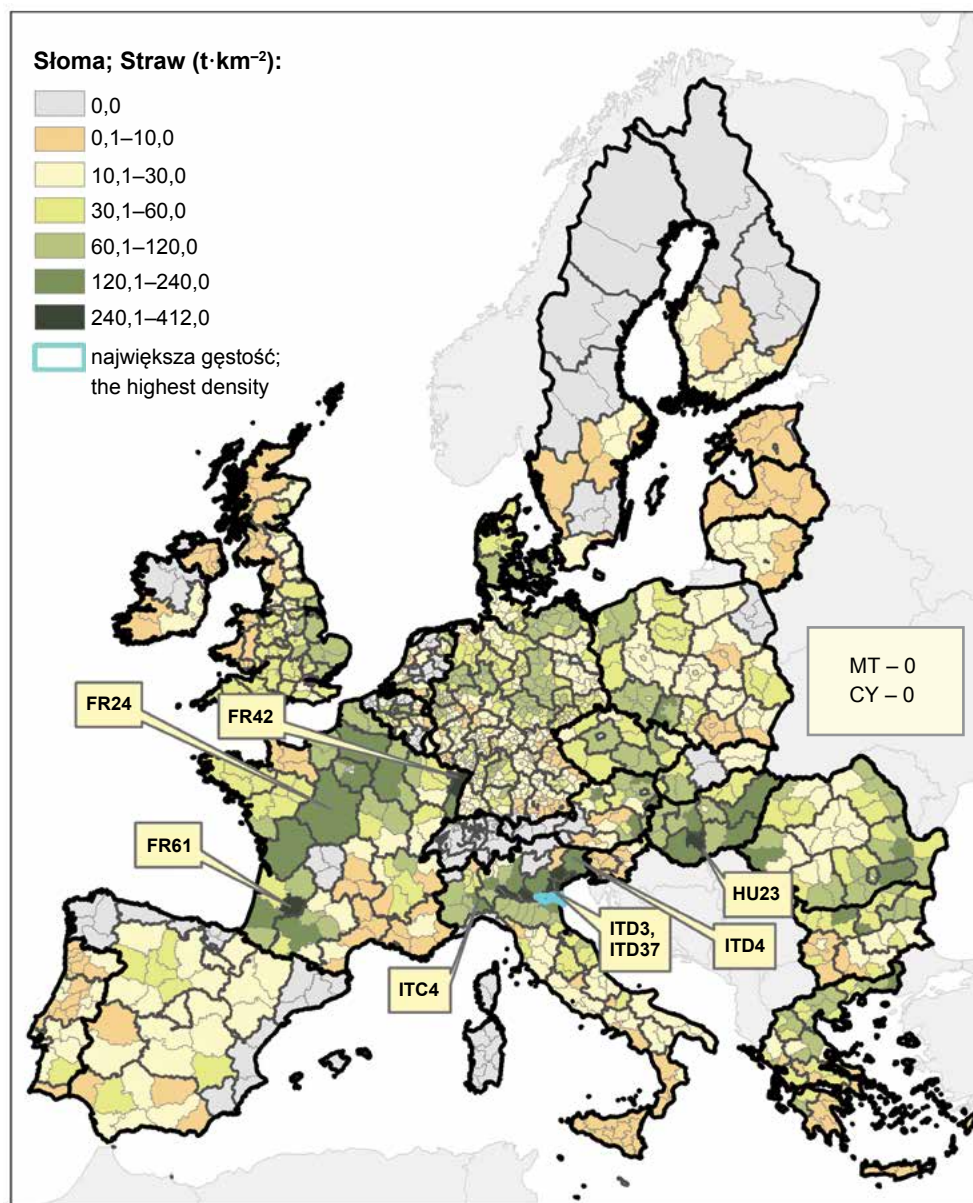 Słoma; Straw (t·km⁻²):
0,0
0,1–10,0
10,1–30,0
30,1–60,0
60,1–120,0
120,1–240,0
240,1–412,0
największa gęstość;
the highest density
MT – 0
CY – 0
FR24
FR42
FR61
HU23
ITD3,
ITD37
ITD4
ITC4